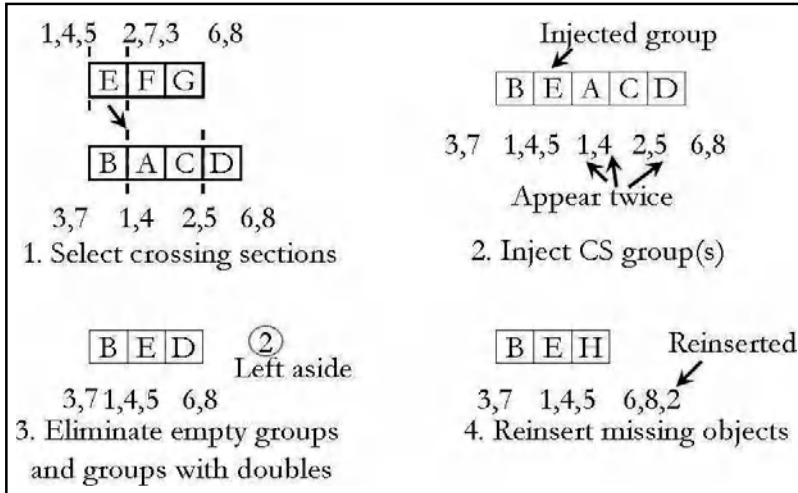 1,4,5 2,7,3 6,8
E F G
B A C D
3,7 1,4 2,5 6,8
1. Select crossing sections
Injected group
B E A C D
3,7 1,4,5 1,4 2,5 6,8
Appear twice
2. Inject CS group(s)
B E D
2
Left aside
3,7 1,4,5 6,8
3. Eliminate empty groups
and groups with doubles
B E H
Reinserted
3,7 1,4,5 6,8,2
4. Reinsert missing objects